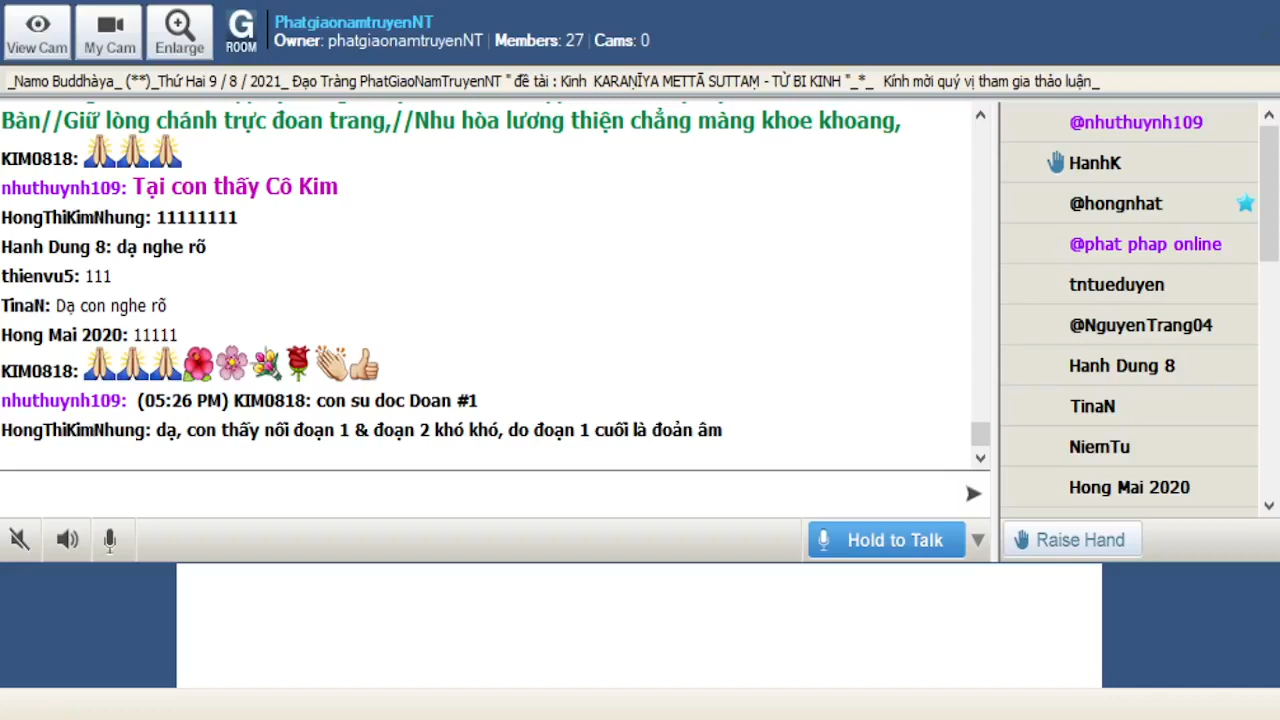 View Cam
My Cam
Enlarge
G
ROOM
PhatgiaonamtruyenNT
Owner: phatgiaonamtruyenNT | Members: 27 | Cams: 0
_Namo Buddhàya_ (**)_Thứ Hai 9 / 8 / 2021_ Đạo Tràng PhatGiaoNamTruyenNT " đề tài : Kinh KARAṆĪYA METTĀ SUTTAṂ - TỪ BI KINH "_*_ Kính mời quý vị tham gia thảo luận_
Bàn//Giữ lòng chánh trực đoan trang,//Nhu hòa lương thiện chẳng màng khoe khoang,
KIM0818:
nhuthuynh109: Tại con thấy Cô Kim
HongThiKimNhung: 11111111
Hanh Dung 8: dạ nghe rõ
thienvu5: 111
TinaN: Dạ con nghe rõ
Hong Mai 2020: 11111
KIM0818:
nhuthuynh109: (05:26 PM) KIM0818: con su doc Doan #1
HongThiKimNhung: dạ, con thấy nối đoạn 1 & đoạn 2 khó khó, do đoạn 1 cuối là đoản âm
Hold to Talk
@nhuthuynh109
HanhK
@hongnhat
@phat phap online
tntueduyen
@NguyenTrang04
Hanh Dung 8
TinaN
NiemTu
Hong Mai 2020
Raise Hand